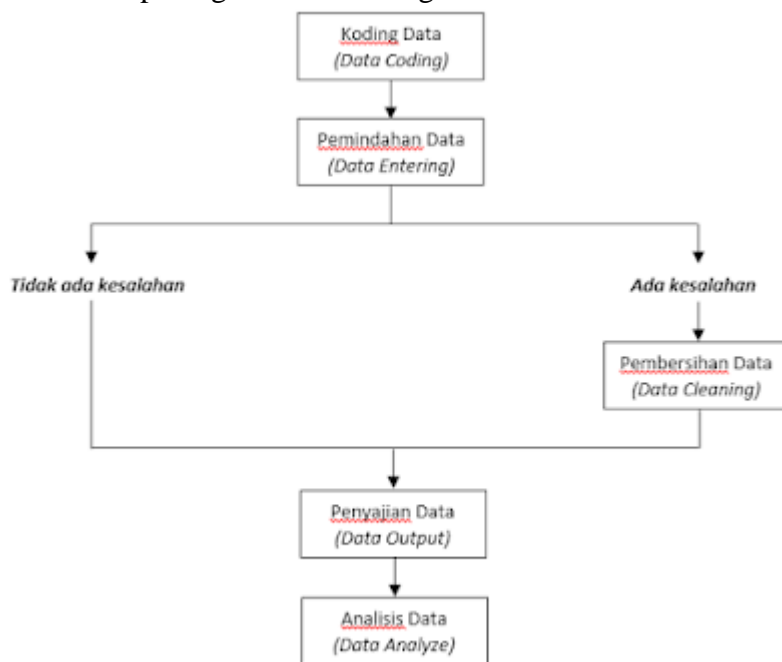 Koding Data
(Data Coding)
Pemindahan Data
(Data Entering)
Tidak ada kesalahan
Ada kesalahan
Pembersihan Data
(Data Cleaning)
Penyajian Data
(Data Output)
Analisis Data
(Data Analyze)